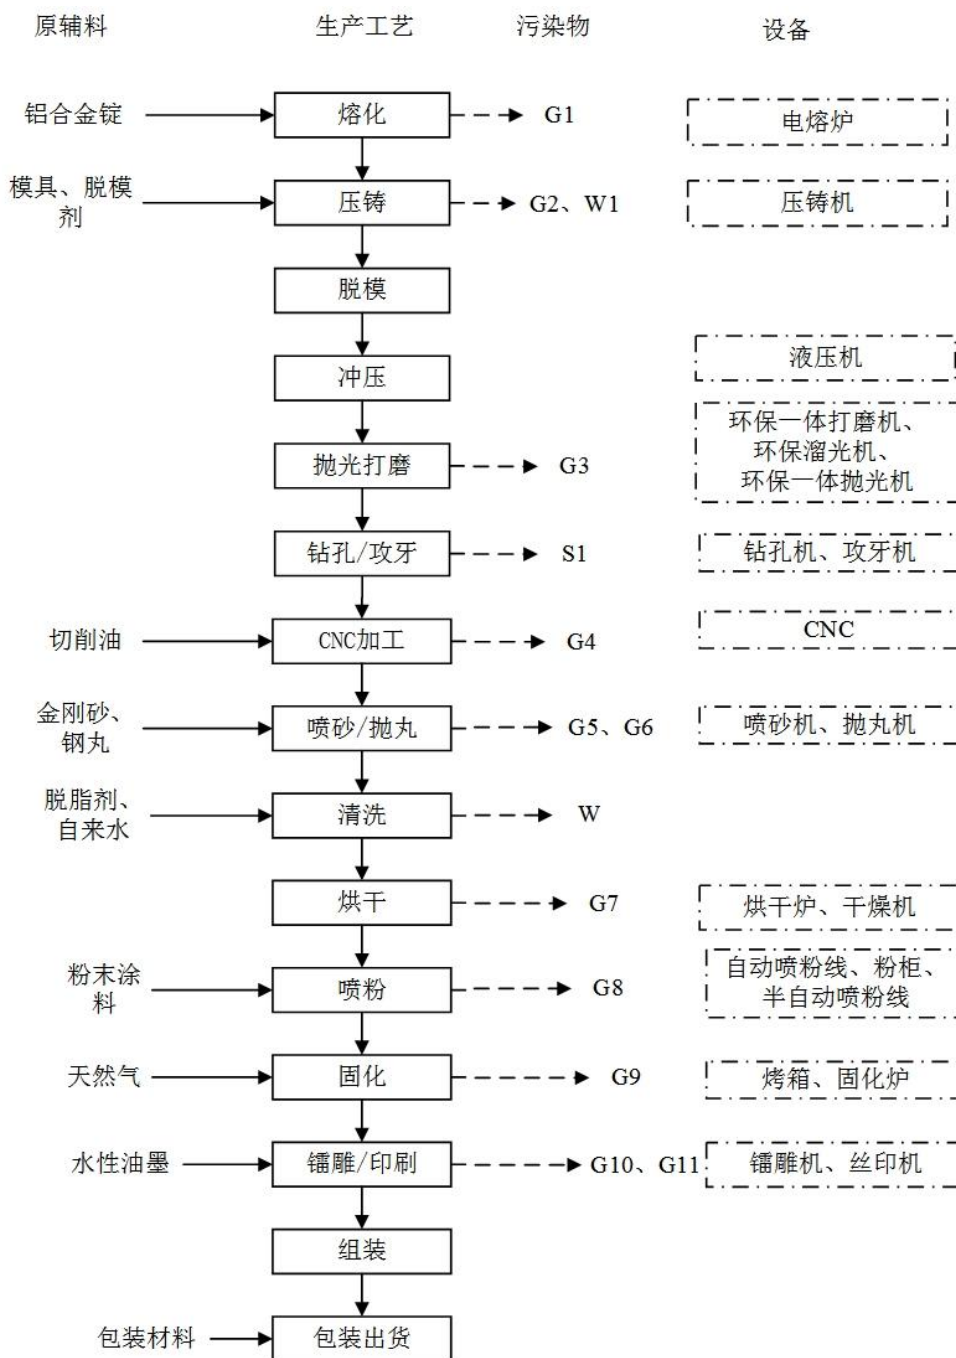 原辅料 生产工艺 污染物 设备
铝合金锭 熔化 G1 电熔炉
模具、脱模
剂 压铸 G2、W1 压铸机
脱模
冲压 液压机
抛光打磨 G3 环保一体打磨机、
环保溜光机、
环保一体抛光机
钻孔/攻牙 S1 钻孔机、攻牙机
切削油 CNC加工 G4 CNC
金刚砂、
钢丸 喷砂/抛丸 G5、G6 喷砂机、抛丸机
脱脂剂、
自来水 清洗 W
烘干 G7 烘干炉、干燥机
粉末涂
料 喷粉 G8 自动喷粉线、粉柜、
半自动喷粉线
天然气 固化 G9 烤箱、固化炉
水性油墨 镭雕/印刷 G10、G11 镭雕机、丝印机
组装
包装材料 包装出货